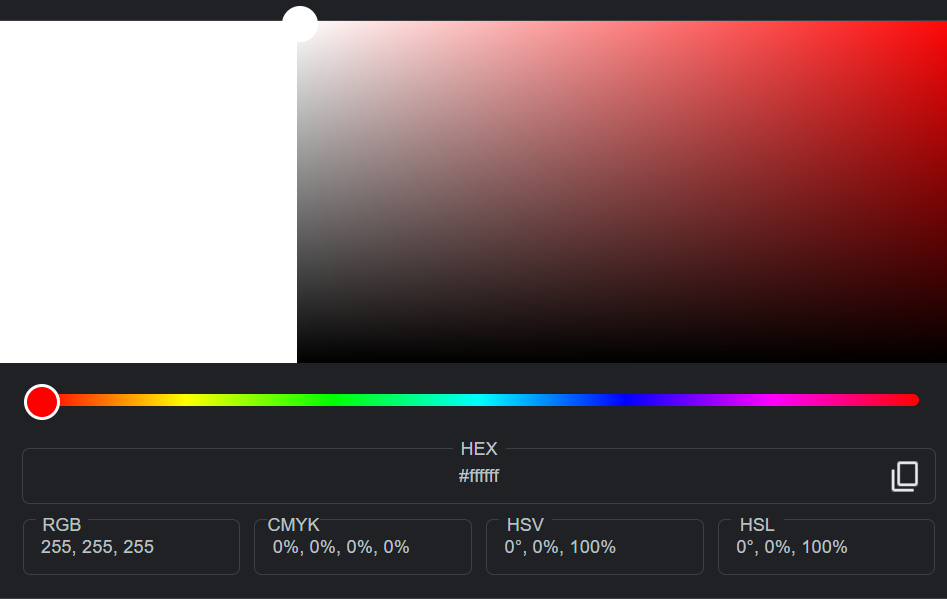 HEX
#ffffff
RGB
255, 255, 255
CMYK
0%, 0%, 0%, 0%
HSV
0°, 0%, 100%
HSL
0°, 0%, 100%